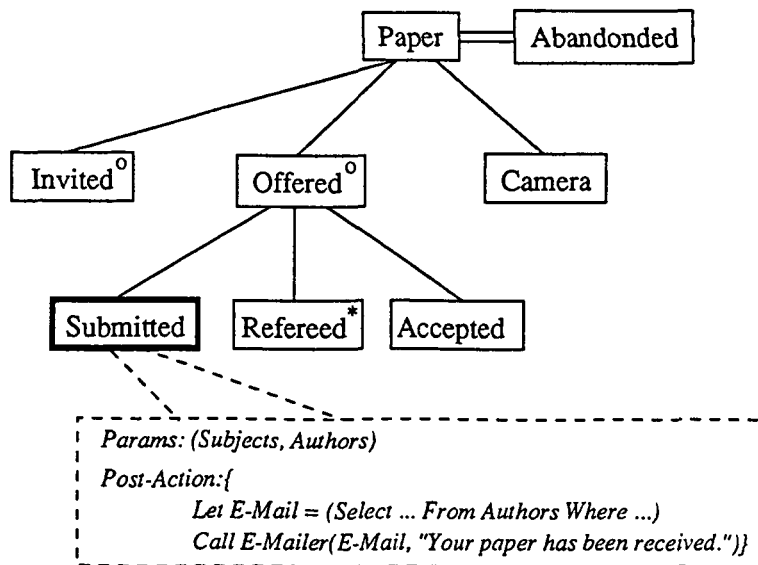 Paper Abandonded
Invited° Offered° Camera
Submitted Refereed* Accepted
Params: (Subjects, Authors)
Post-Action:{
Let E-Mail = (Select ... From Authors Where ...)
Call E-Mailer(E-Mail, "Your paper has been received.")}